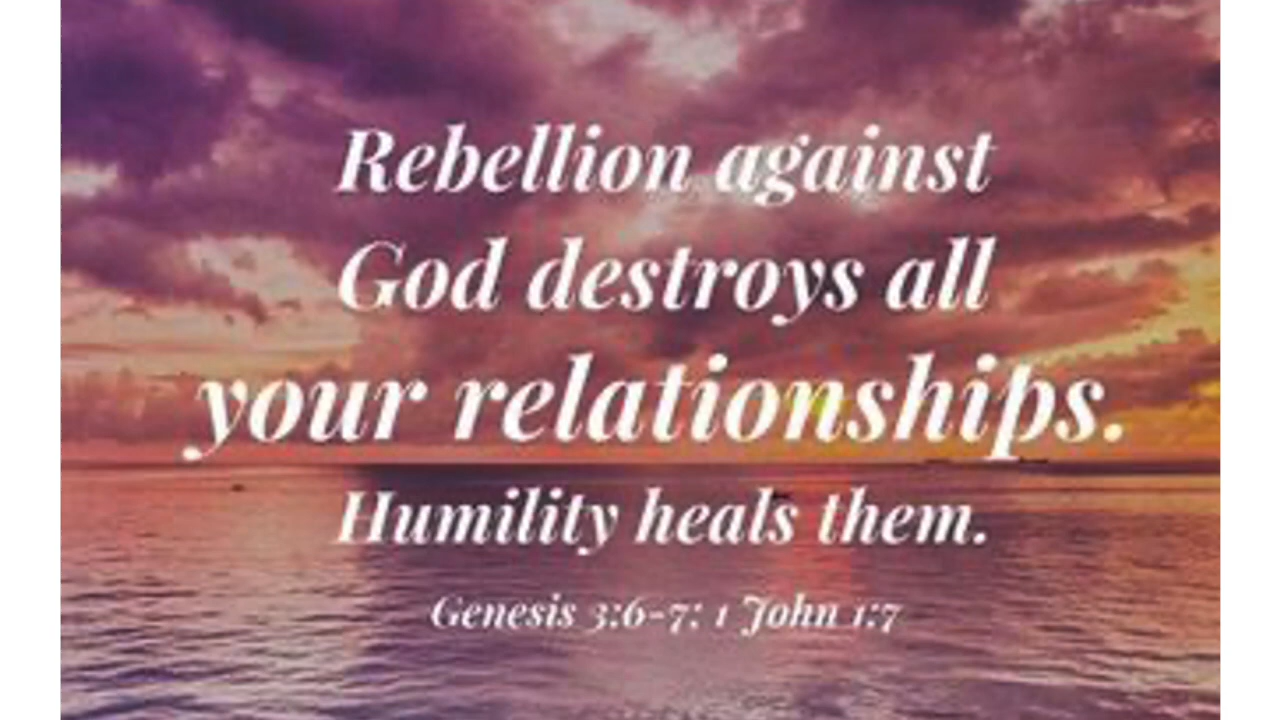 Rebellion against
God destroys all
your relationships.
Humility heals them.
Genesis 3:6-7: 1 John 1:7